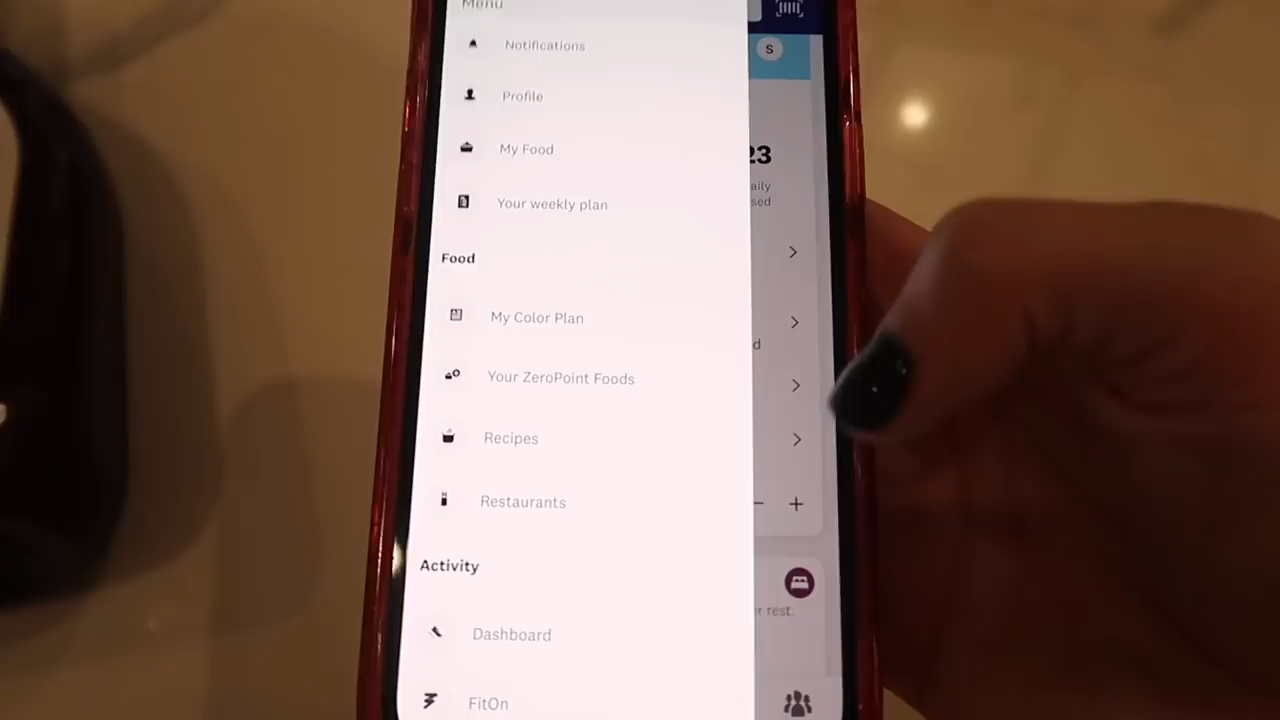 Menu
Notifications
S
Profile
My Food
23
Your weekly plan
aily
sed
Food
My Color Plan
d
Your ZeroPoint Foods
Recipes
Restaurants
Activity
r rest.
Dashboard
FitOn